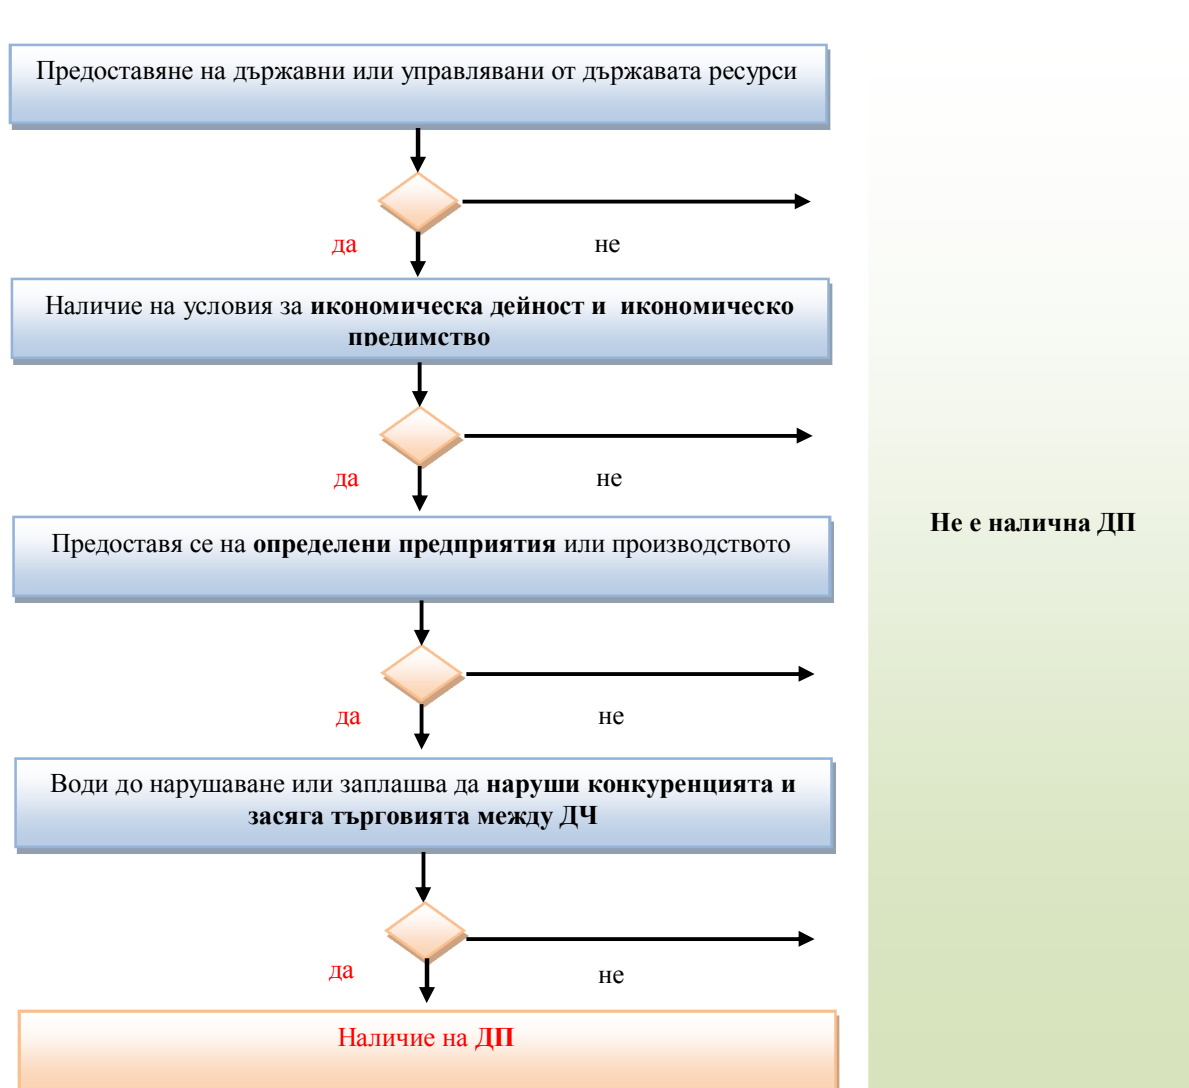 Предоставяне на държавни или управлявани от държавата ресурси
да
не
Наличие на условия за икономическа дейност и икономическо
предимство
да
не
Не е налична ДП
Предоставя се на определени предприятия или производството
да
не
Води до нарушаване или заплашва да наруши конкуренцията и
засяга търговията между ДЧ
да
не
Наличие на ДП